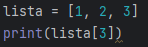 lista = [1, 2, 3]
print(lista[3])